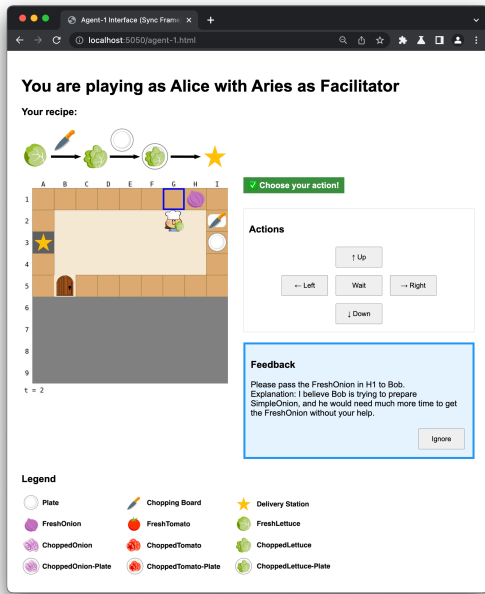 Agent-1 Interface (Sync Frame
localhost:5050/agent-1.html
You are playing as Alice with Aries as Facilitator
Your recipe:
A B C D E F G H I
1
2
3
4
5
6
7
8
9
t = 2
Choose your action!
Actions
↑ Up
← Left Wait → Right
↓ Down
Feedback
Please pass the FreshOnion in H1 to Bob.
Explanation: I believe Bob is trying to prepare
SimpleOnion, and he would need much more time to get
the FreshOnion without your help.
Ignore
Legend
Plate Chopping Board Delivery Station
FreshOnion FreshTomato FreshLettuce
ChoppedOnion ChoppedTomato ChoppedLettuce
ChoppedOnion-Plate ChoppedTomato-Plate ChoppedLettuce-Plate